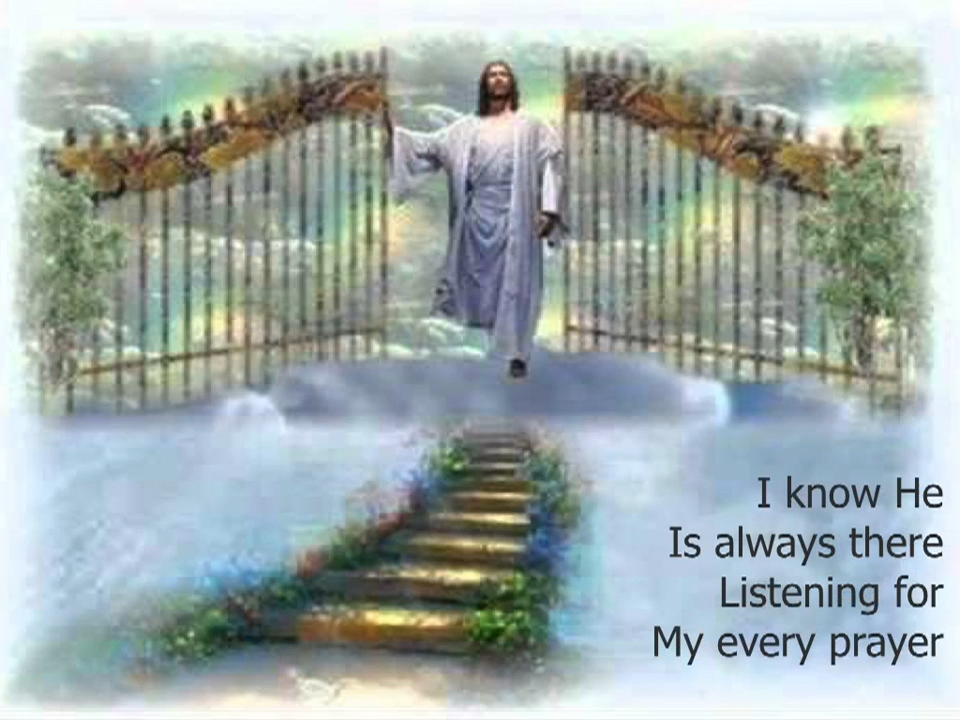 I know He
Is always there
Listening for
My every prayer